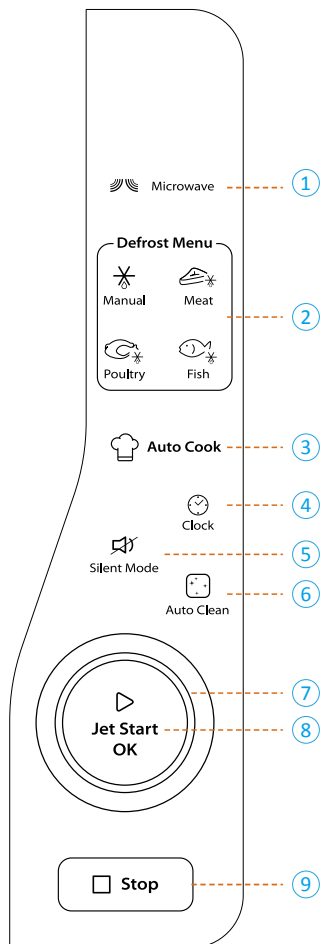 Microwave
1
Defrost Menu
Manual Meat
2
Poultry Fish
Auto Cook
3
Clock
4
Silent Mode
5
Auto Clean
6
7
Jet Start
OK
8
Stop
9